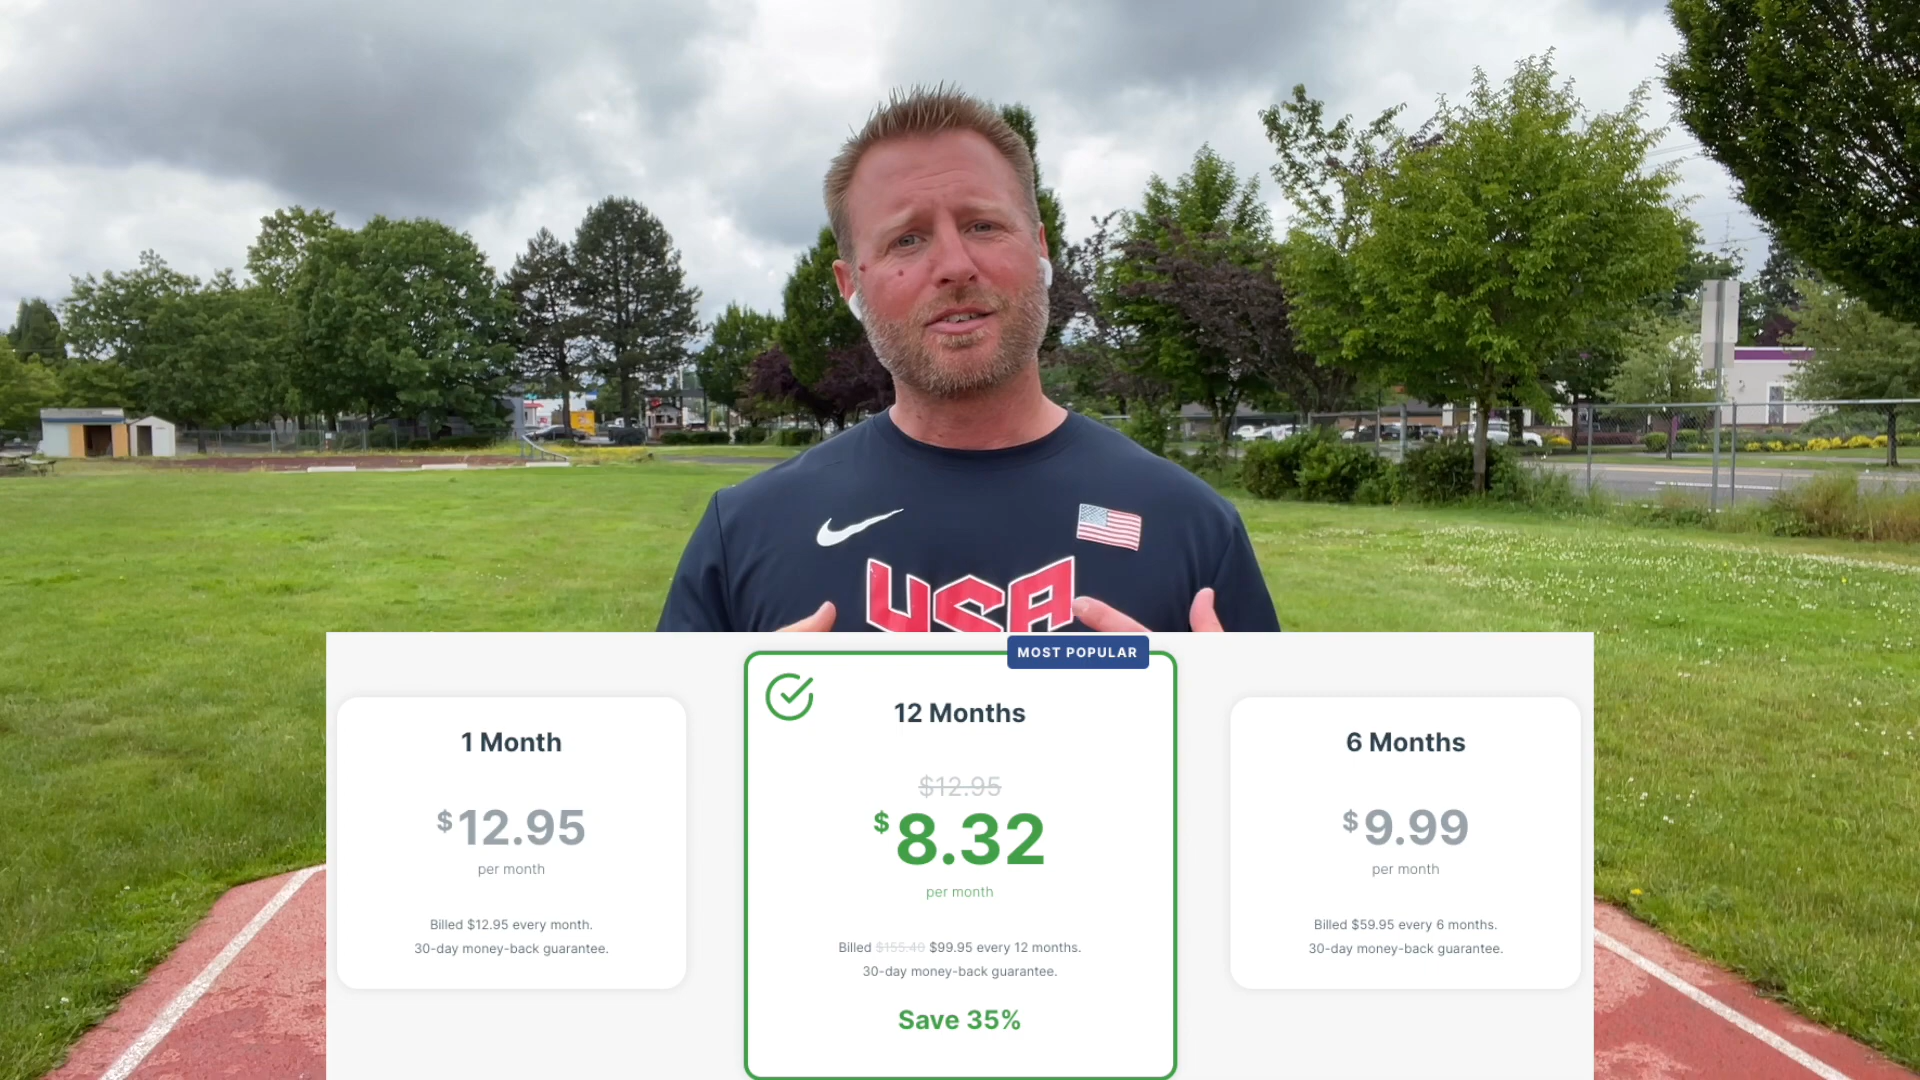 USA
MOST POPULAR
1 Month
$12.95
per month
Billed $12.95 every month.
30-day money-back guarantee.
12 Months
$12.95
$8.32
per month
Billed $155.40 $99.95 every 12 months.
30-day money-back guarantee.
Save 35%
6 Months
$9.99
per month
Billed $59.95 every 6 months.
30-day money-back guarantee.